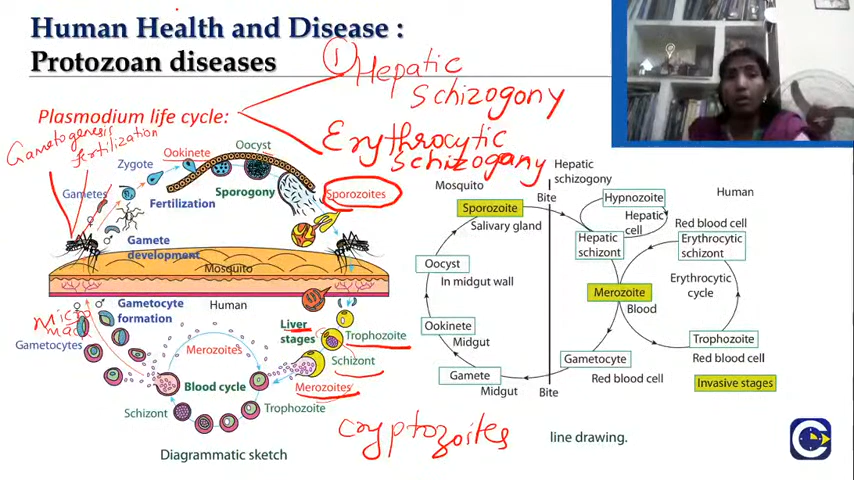 Human Health and Disease :
Protozoan diseases
① Hepatic
Schizogony
Plasmodium life cycle:
Erythrocytic
schizogony
Gametogenesis
fertilization
Zygote
Ookinete
Oocyst
Gametes
Fertilization
Sporogony
Sporozoites
Gamete
development
Mosquito
Human
Gametocyte
formation
Micro
mac
Gametocytes
Merozoites
Blood cycle
Liver
stages
Trophozoite
Schizont
Merozoites
Schizont
Trophozoite
Diagrammatic sketch
cryptozoites
Mosquito
Bite
Hepatic
schizogony
Human
Sporozoite
Salivary gland
Hypnozoite
Hepatic
cell
Hepatic
schizont
Red blood cell
Erythrocytic
schizont
Oocyst
In midgut wall
Merozoite
Blood
Erythrocytic
cycle
Ookinete
Midgut
Trophozoite
Red blood cell
Gamete
Midgut
Gametocyte
Red blood cell
Bite
Invasive stages
line drawing.